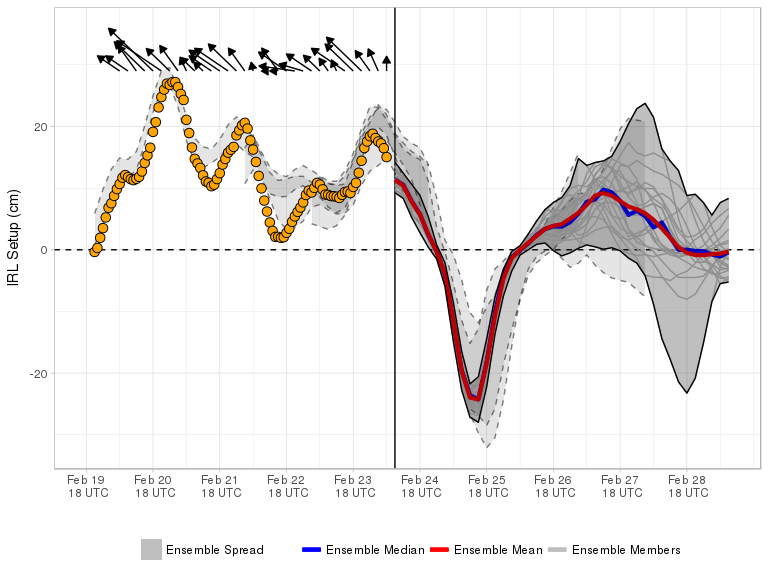 IRL Setup (cm)
20
0
-20
Feb 19 Feb 20 Feb 21 Feb 22 Feb 23 Feb 24 Feb 25 Feb 26 Feb 27 Feb 28
18 UTC 18 UTC 18 UTC 18 UTC 18 UTC 18 UTC 18 UTC 18 UTC 18 UTC 18 UTC
Ensemble Spread Ensemble Median Ensemble Mean Ensemble Members